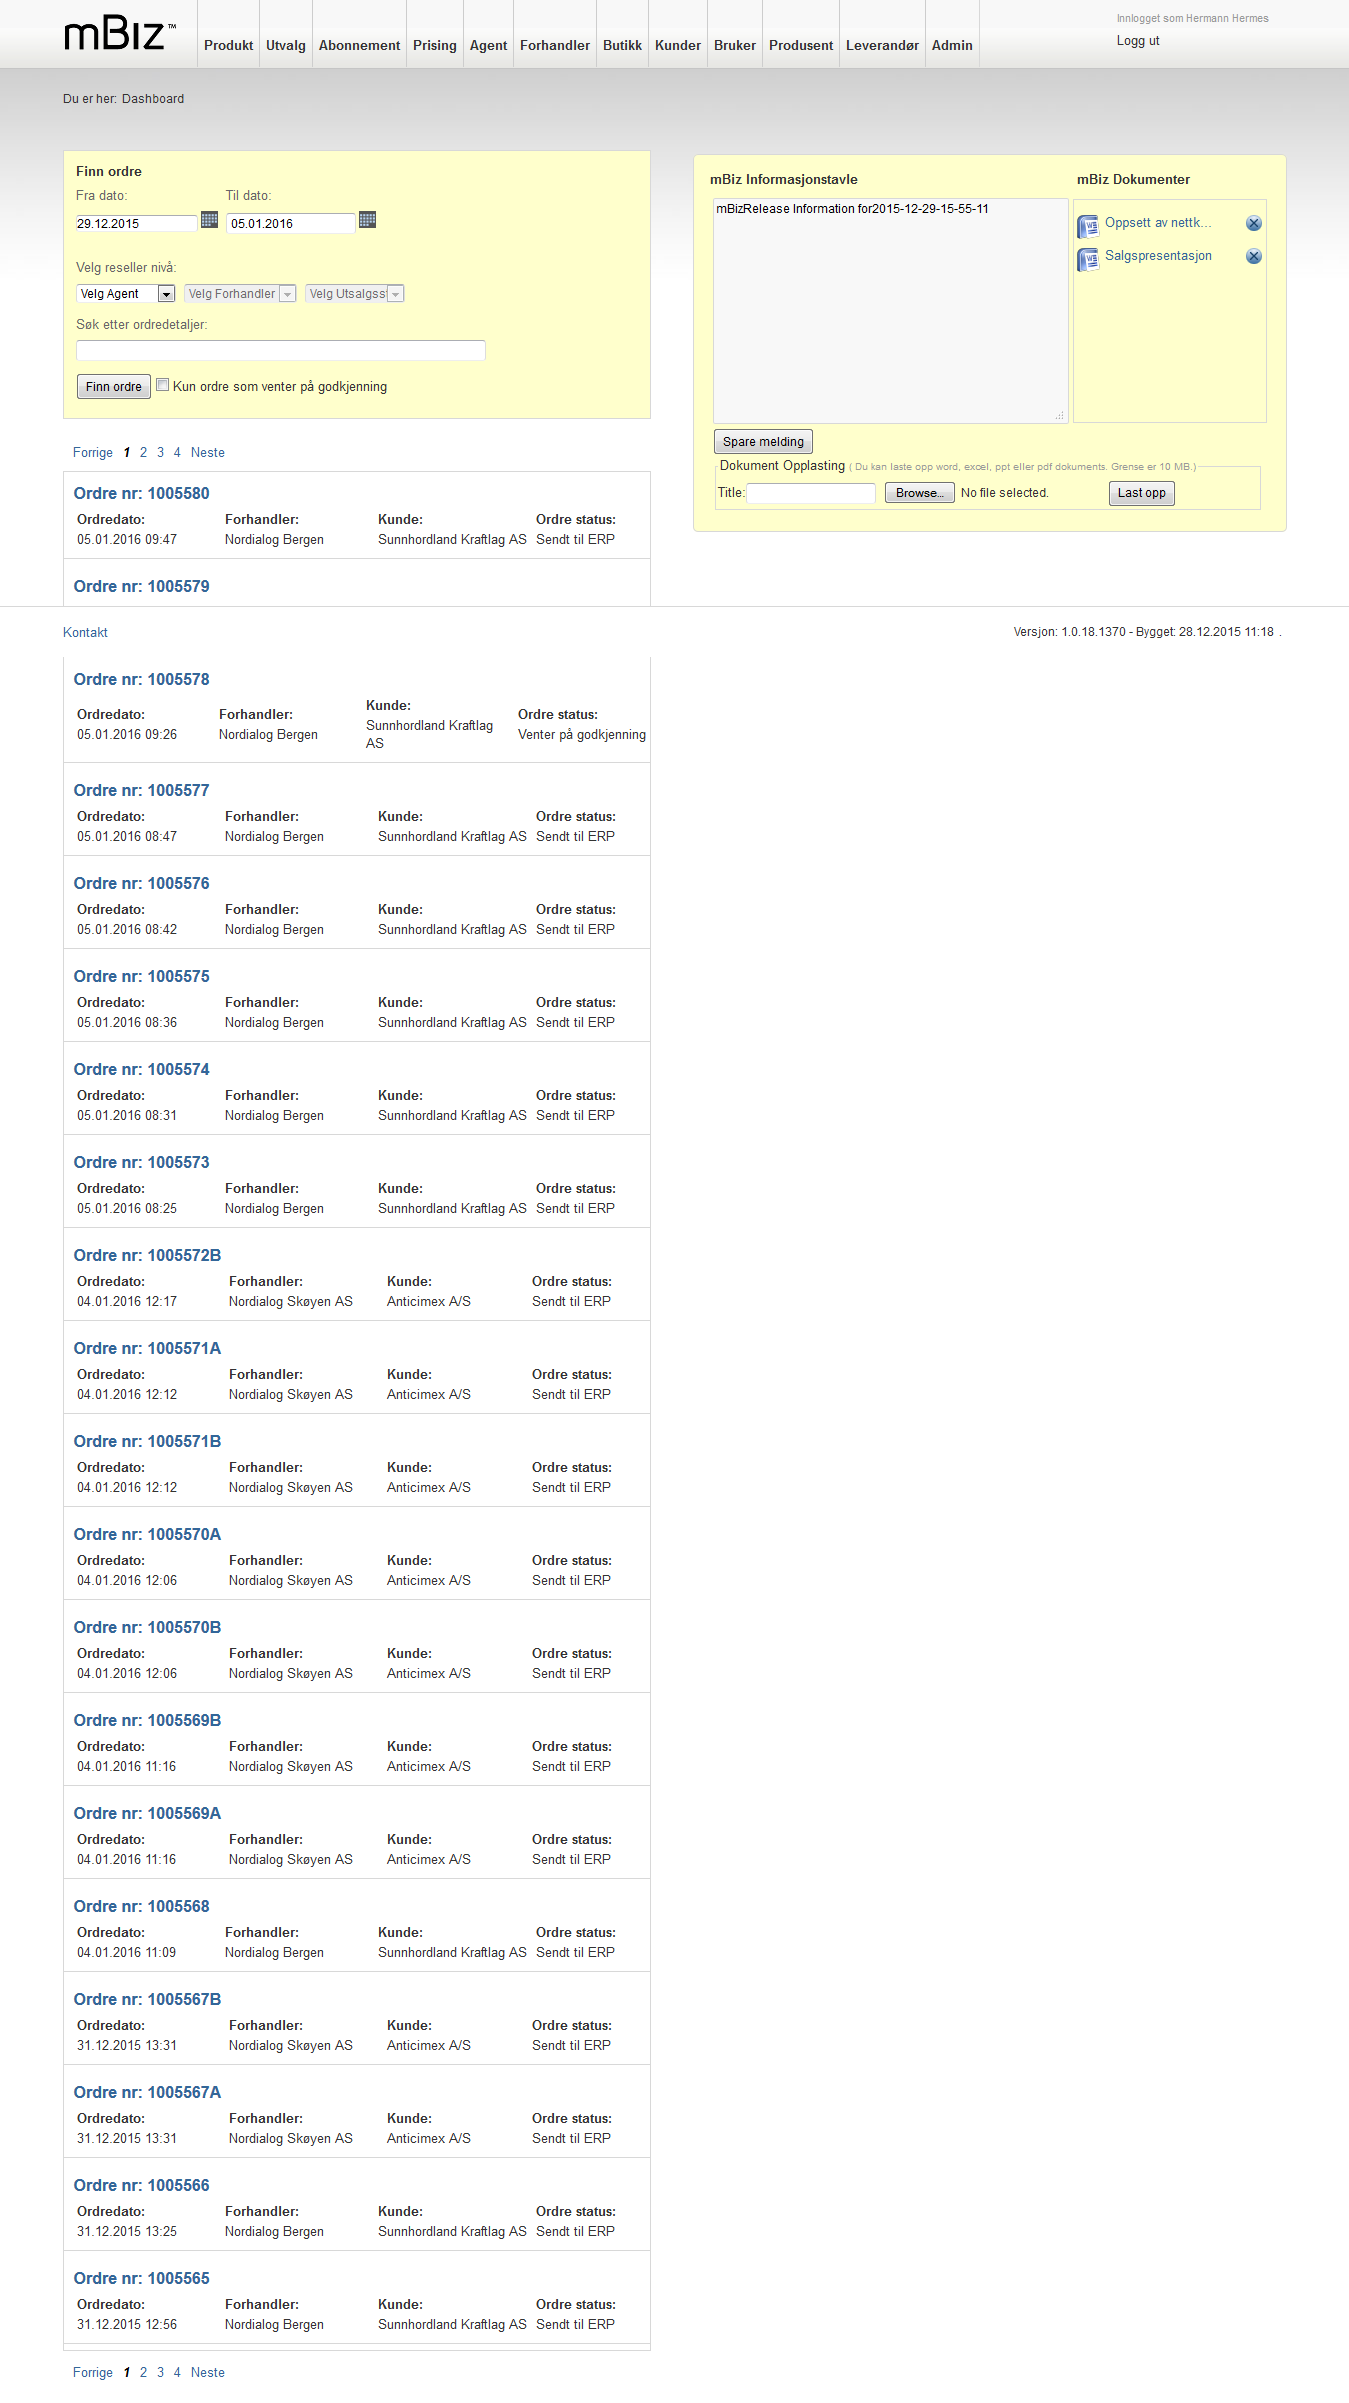 mBiz™
Produkt Utvalg Abonnement Prising Agent Forhandler Butikk Kunder Bruker Produsent Leverandør Admin
Innlogget som Hermann Hermes
Logg ut
Du er her: Dashboard
Finn ordre
Fra dato: Til dato:
29.12.2015 05.01.2016
Velg reseller nivå:
Velg Agent Velg Forhandler Velg Utsalgss
Søk etter ordredetaljer:
Finn ordre Kun ordre som venter på godkjenning
mBiz Informasjonstavle mBiz Dokumenter
mBizRelease Information for2015-12-29-15-55-11
Oppsett av nettk...
Salgspresentasjon
Spare melding
Dokument Opplasting ( Du kan laste opp word, excel, ppt eller pdf dokuments. Grense er 10 MB.)
Title: Browse... No file selected. Last opp
Forrige 1 2 3 4 Neste
Ordre nr: 1005580
Ordredato: Forhandler: Kunde: Ordre status:
05.01.2016 09:47 Nordialog Bergen Sunnhordland Kraftlag AS Sendt til ERP
Ordre nr: 1005579
Kontakt Versjon: 1.0.18.1370 - Bygget: 28.12.2015 11:18 .
Ordre nr: 1005578
Ordredato: Forhandler: Kunde: Ordre status:
05.01.2016 09:26 Nordialog Bergen Sunnhordland Kraftlag Venter på godkjenning
AS
Ordre nr: 1005577
Ordredato: Forhandler: Kunde: Ordre status:
05.01.2016 08:47 Nordialog Bergen Sunnhordland Kraftlag AS Sendt til ERP
Ordre nr: 1005576
Ordredato: Forhandler: Kunde: Ordre status:
05.01.2016 08:42 Nordialog Bergen Sunnhordland Kraftlag AS Sendt til ERP
Ordre nr: 1005575
Ordredato: Forhandler: Kunde: Ordre status:
05.01.2016 08:36 Nordialog Bergen Sunnhordland Kraftlag AS Sendt til ERP
Ordre nr: 1005574
Ordredato: Forhandler: Kunde: Ordre status:
05.01.2016 08:31 Nordialog Bergen Sunnhordland Kraftlag AS Sendt til ERP
Ordre nr: 1005573
Ordredato: Forhandler: Kunde: Ordre status:
05.01.2016 08:25 Nordialog Bergen Sunnhordland Kraftlag AS Sendt til ERP
Ordre nr: 1005572B
Ordredato: Forhandler: Kunde: Ordre status:
04.01.2016 12:17 Nordialog Skøyen AS Anticimex A/S Sendt til ERP
Ordre nr: 1005571A
Ordredato: Forhandler: Kunde: Ordre status:
04.01.2016 12:12 Nordialog Skøyen AS Anticimex A/S Sendt til ERP
Ordre nr: 1005571B
Ordredato: Forhandler: Kunde: Ordre status:
04.01.2016 12:12 Nordialog Skøyen AS Anticimex A/S Sendt til ERP
Ordre nr: 1005570A
Ordredato: Forhandler: Kunde: Ordre status:
04.01.2016 12:06 Nordialog Skøyen AS Anticimex A/S Sendt til ERP
Ordre nr: 1005570B
Ordredato: Forhandler: Kunde: Ordre status:
04.01.2016 12:06 Nordialog Skøyen AS Anticimex A/S Sendt til ERP
Ordre nr: 1005569B
Ordredato: Forhandler: Kunde: Ordre status:
04.01.2016 11:16 Nordialog Skøyen AS Anticimex A/S Sendt til ERP
Ordre nr: 1005569A
Ordredato: Forhandler: Kunde: Ordre status:
04.01.2016 11:16 Nordialog Skøyen AS Anticimex A/S Sendt til ERP
Ordre nr: 1005568
Ordredato: Forhandler: Kunde: Ordre status:
04.01.2016 11:09 Nordialog Bergen Sunnhordland Kraftlag AS Sendt til ERP
Ordre nr: 1005567B
Ordredato: Forhandler: Kunde: Ordre status:
31.12.2015 13:31 Nordialog Skøyen AS Anticimex A/S Sendt til ERP
Ordre nr: 1005567A
Ordredato: Forhandler: Kunde: Ordre status:
31.12.2015 13:31 Nordialog Skøyen AS Anticimex A/S Sendt til ERP
Ordre nr: 1005566
Ordredato: Forhandler: Kunde: Ordre status:
31.12.2015 13:25 Nordialog Bergen Sunnhordland Kraftlag AS Sendt til ERP
Ordre nr: 1005565
Ordredato: Forhandler: Kunde: Ordre status:
31.12.2015 12:56 Nordialog Bergen Sunnhordland Kraftlag AS Sendt til ERP
Forrige 1 2 3 4 Neste